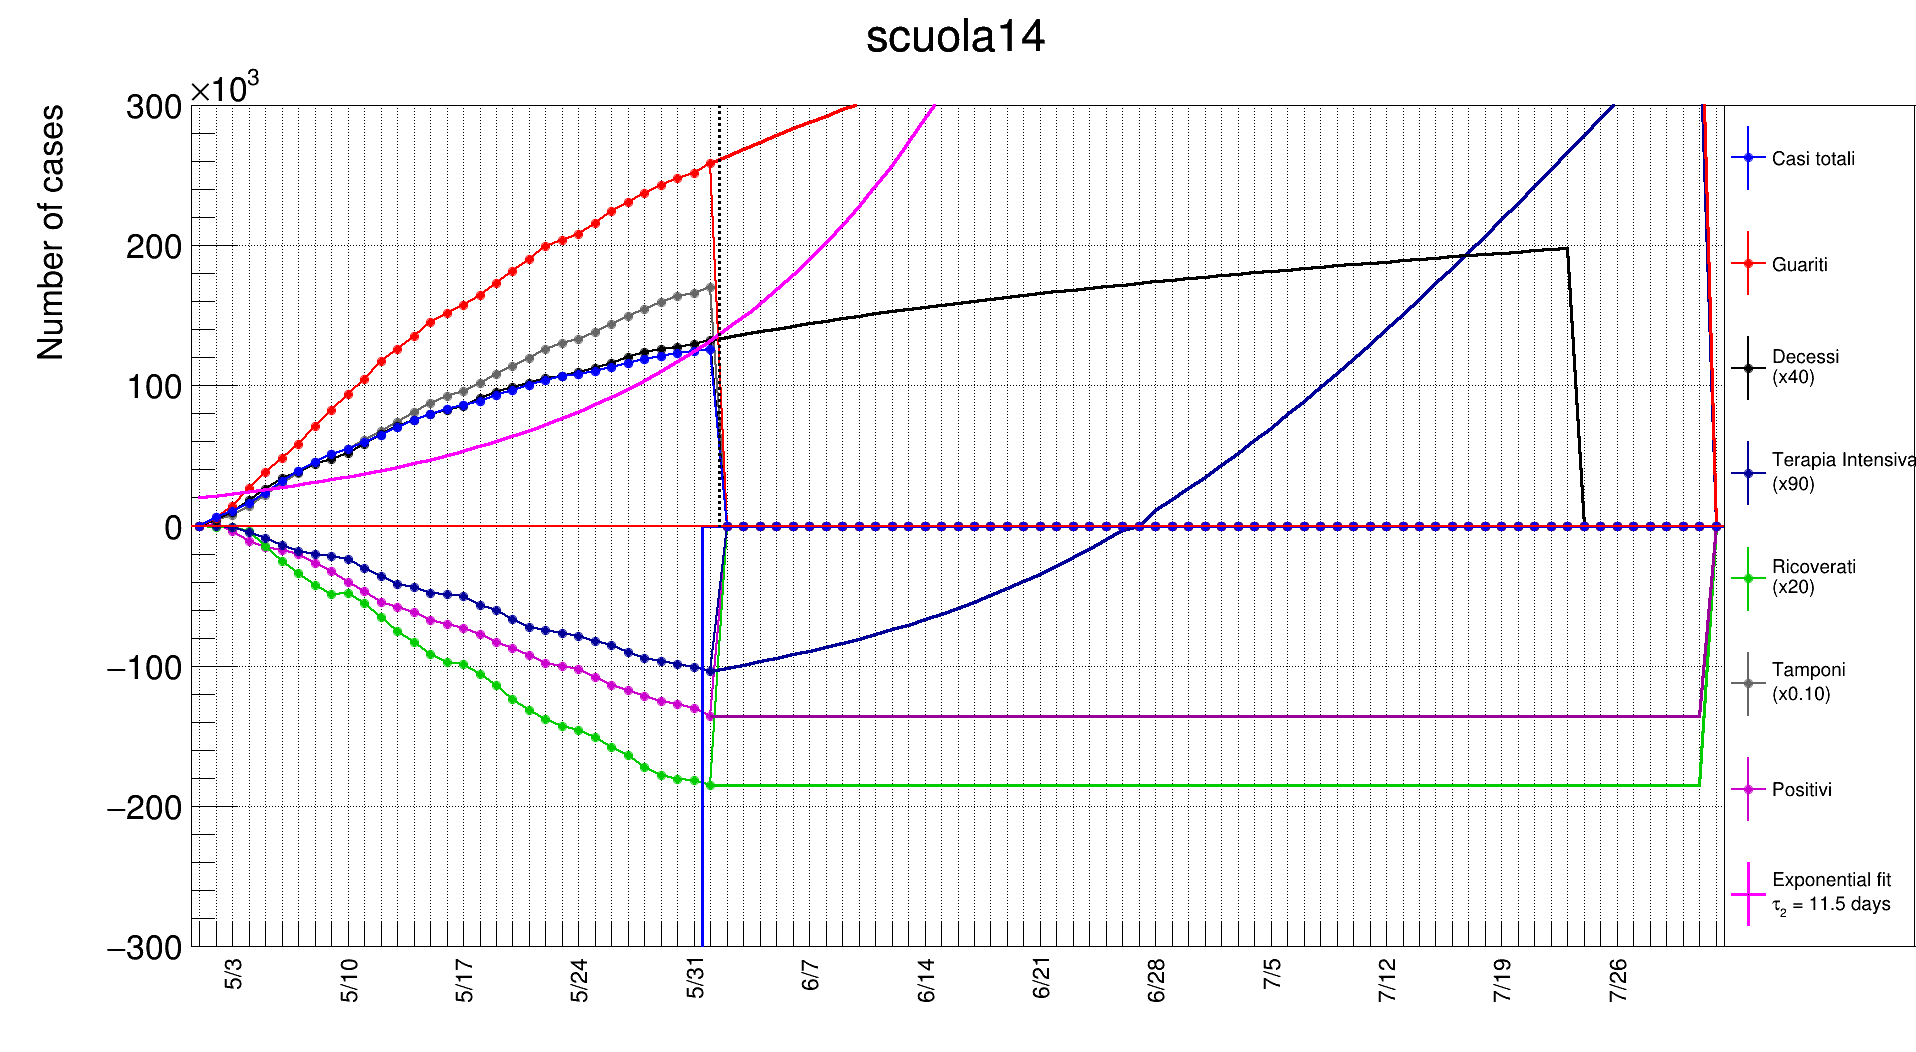 scuola14
×10³
Number of cases
300
200
100
0
−100
−200
−300
5/3
5/10
5/17
5/24
5/31
6/7
6/14
6/21
6/28
7/5
7/12
7/19
7/26
Casi totali
Guariti
Decessi
(x40)
Terapia Intensiva
(x90)
Ricoverati
(x20)
Tamponi
(x0.10)
Positivi
Exponential fit
τ₂ = 11.5 days